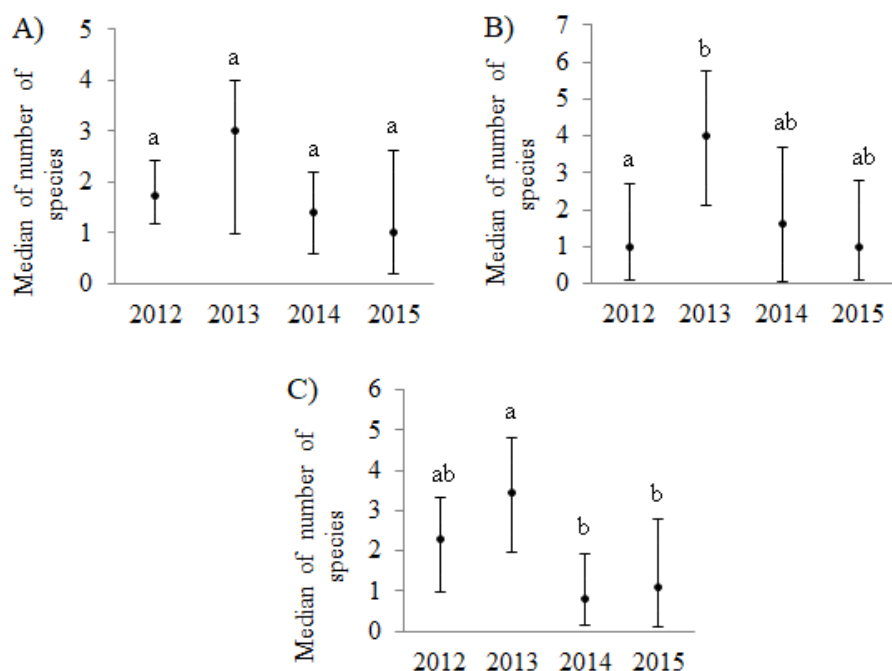 A)
Median of number of
species
5
4
3
2
1
0
a
a
a
a
2012 2013 2014 2015
B)
Median of number of
species
7
6
5
4
3
2
1
0
a
b
ab
ab
2012 2013 2014 2015
C)
Median of number of
species
6
5
4
3
2
1
0
ab
a
b
b
2012 2013 2014 2015